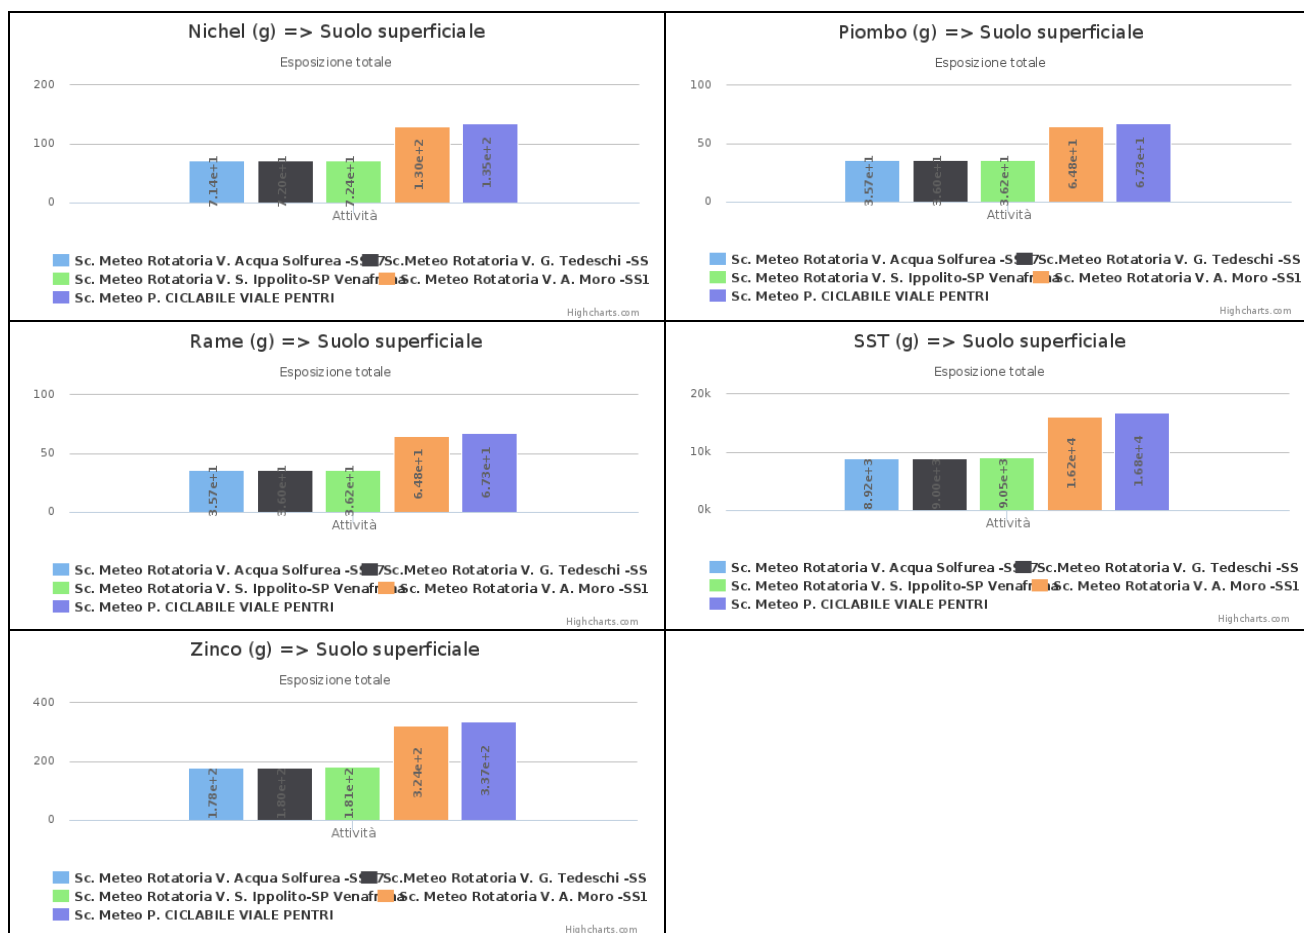 Nichel (g) => Suolo superficiale
Esposizione totale
200
100
0
7.14e+1
7.20e+1
7.24e+1
1.30e+2
1.35e+2
Attività
Sc. Meteo Rotatoria V. Acqua Solfurea -SS Sc.Meteo Rotatoria V. G. Tedeschi -SS
Sc. Meteo Rotatoria V. S. Ippolito-SP Sc. Meteo Rotatoria V. A. Moro -SS1
Sc. Meteo P. CICLABILE VIALE PENTRI
Highcharts.com
Piombo (g) => Suolo superficiale
Esposizione totale
100
50
0
3.57e+1
3.60e+1
3.62e+1
6.48e+1
6.73e+1
Attività
Sc. Meteo Rotatoria V. Acqua Solfurea -SS Sc.Meteo Rotatoria V. G. Tedeschi -SS
Sc. Meteo Rotatoria V. S. Ippolito-SP Sc. Meteo Rotatoria V. A. Moro -SS1
Sc. Meteo P. CICLABILE VIALE PENTRI
Highcharts.com
Rame (g) => Suolo superficiale
Esposizione totale
100
50
0
3.57e+1
3.60e+1
3.62e+1
6.48e+1
6.73e+1
Attività
Sc. Meteo Rotatoria V. Acqua Solfurea -SS Sc.Meteo Rotatoria V. G. Tedeschi -SS
Sc. Meteo Rotatoria V. S. Ippolito-SP Sc. Meteo Rotatoria V. A. Moro -SS1
Sc. Meteo P. CICLABILE VIALE PENTRI
Highcharts.com
SST (g) => Suolo superficiale
Esposizione totale
20k
10k
0k
8.92e+3
9.00e+3
9.05e+3
1.62e+4
1.68e+4
Attività
Sc. Meteo Rotatoria V. Acqua Solfurea -SS Sc.Meteo Rotatoria V. G. Tedeschi -SS
Sc. Meteo Rotatoria V. S. Ippolito-SP Sc. Meteo Rotatoria V. A. Moro -SS1
Sc. Meteo P. CICLABILE VIALE PENTRI
Highcharts.com
Zinco (g) => Suolo superficiale
Esposizione totale
400
200
0
1.78e+2
1.80e+2
1.81e+2
3.24e+2
3.37e+2
Attività
Sc. Meteo Rotatoria V. Acqua Solfurea -SS Sc.Meteo Rotatoria V. G. Tedeschi -SS
Sc. Meteo Rotatoria V. S. Ippolito-SP Sc. Meteo Rotatoria V. A. Moro -SS1
Sc. Meteo P. CICLABILE VIALE PENTRI
Highcharts.com